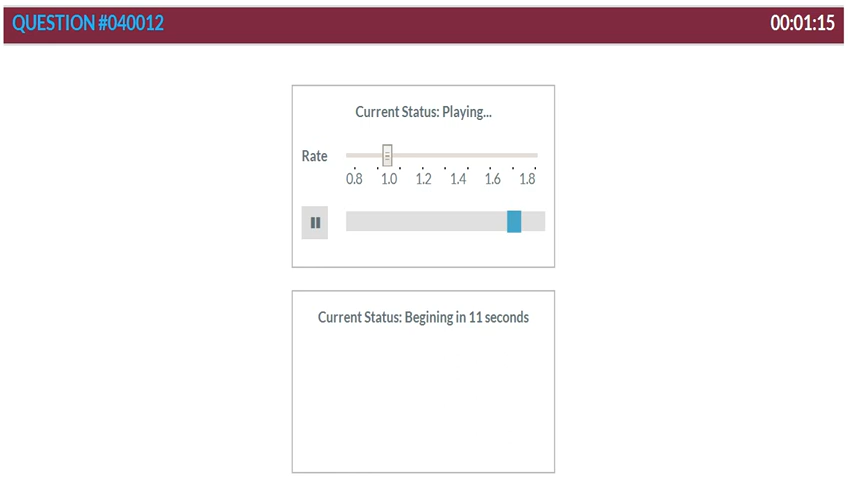 QUESTION #040012 00:01:15
Current Status: Playing...
Rate
0.8 1.0 1.2 1.4 1.6 1.8
Current Status: Begining in 11 seconds